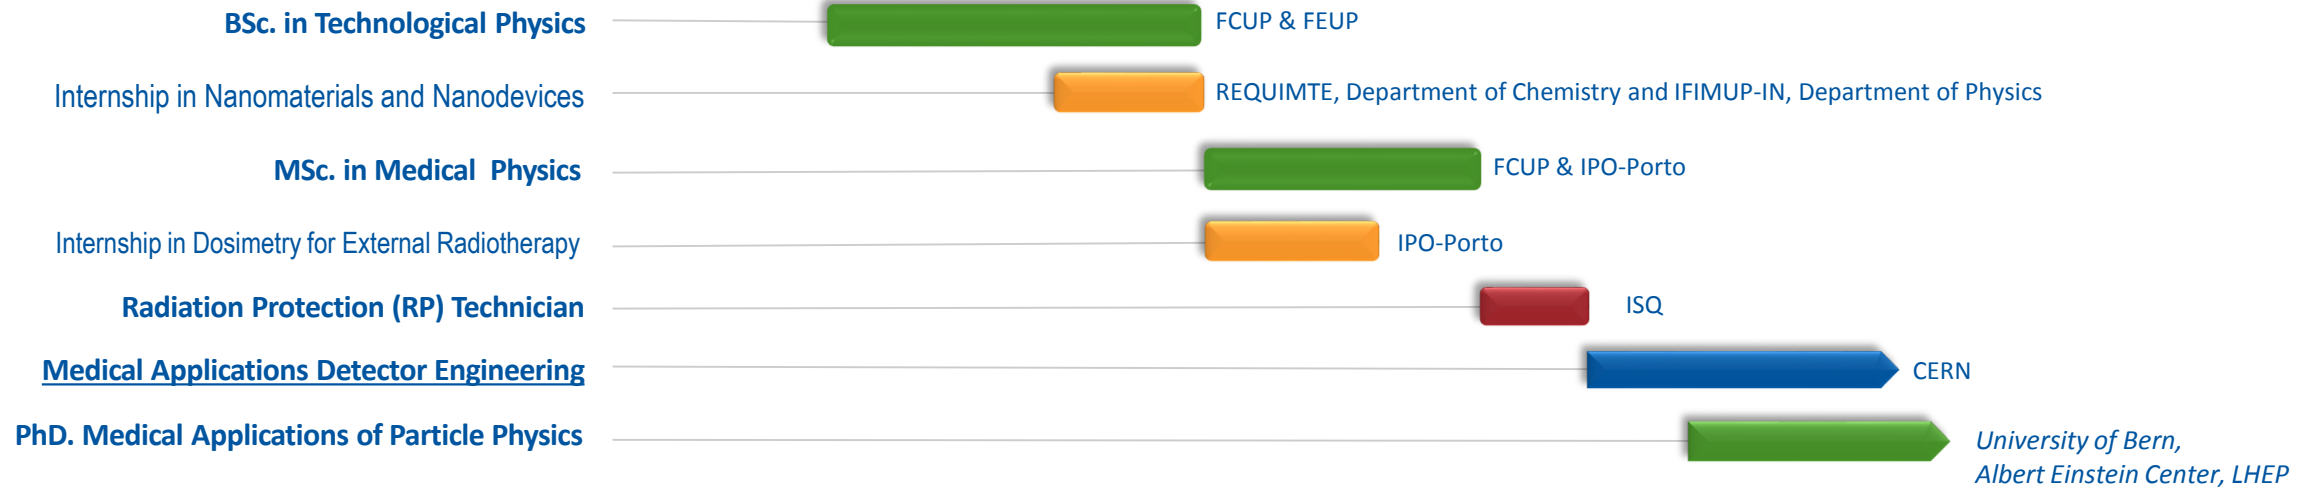 BSc. in Technological Physics FCUP & FEUP
Internship in Nanomaterials and Nanodevices REQUIMTE, Department of Chemistry and IFIMUP-IN, Department of Physics
MSc. in Medical Physics FCUP & IPO-Porto
Internship in Dosimetry for External Radiotherapy IPO-Porto
Radiation Protection (RP) Technician ISQ
Medical Applications Detector Engineering CERN
PhD. Medical Applications of Particle Physics University of Bern,
Albert Einstein Center, LHEP